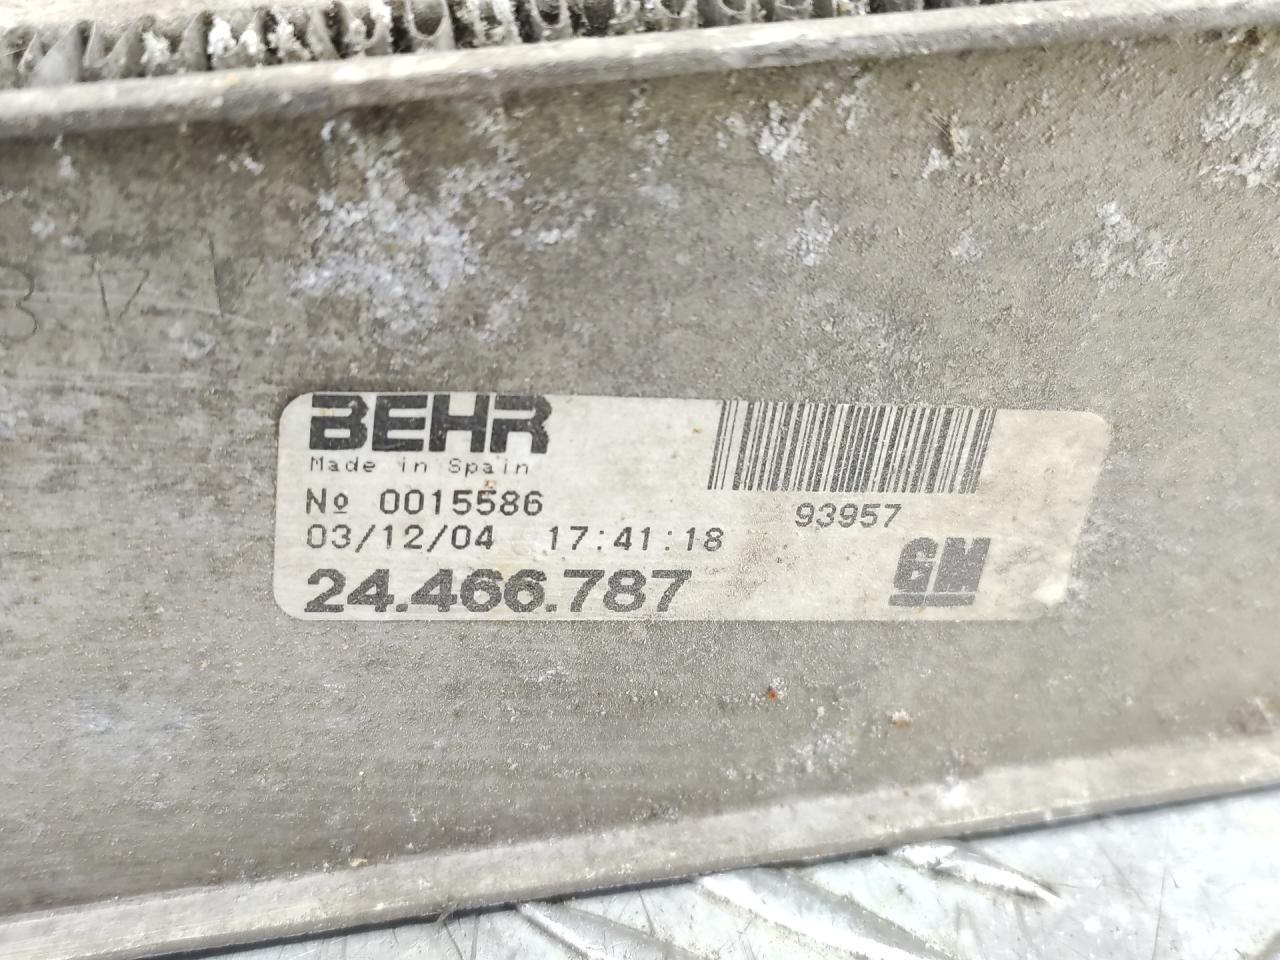 BEHR
Made in Spain
Nº 0015586
03/12/04 17:41:18
24.466.787
93957
GM